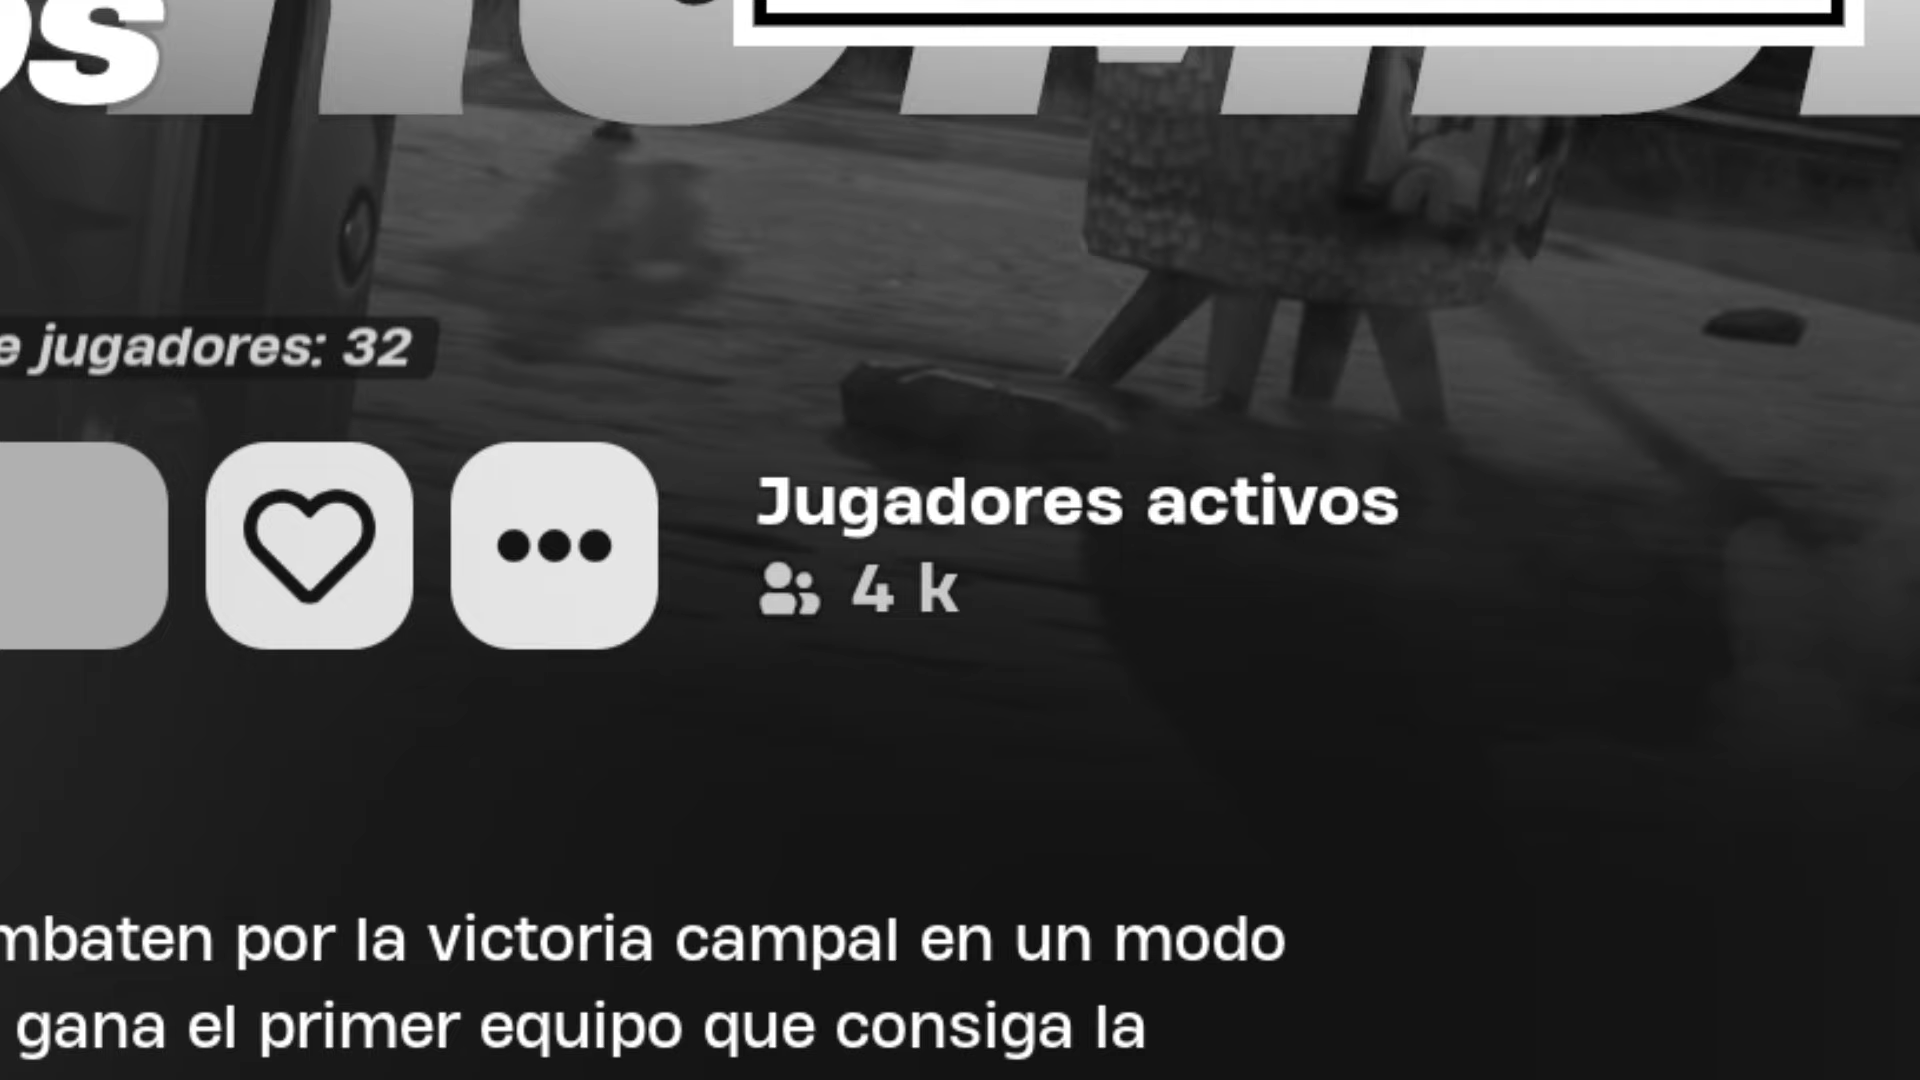 e jugadores: 32
Jugadores activos
4 k
mbaten por la victoria campal en un modo
gana el primer equipo que consiga la